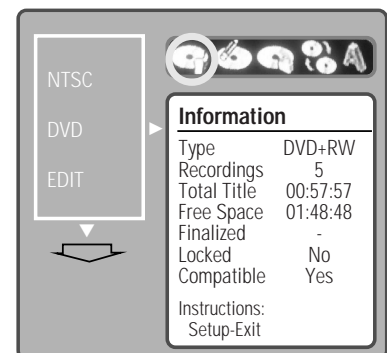 NTSC
DVD
EDIT
Information
Type DVD+RW
Recordings 5
Total Title 00:57:57
Free Space 01:48:48
Finalized -
Locked No
Compatible Yes
Instructions:
Setup-Exit